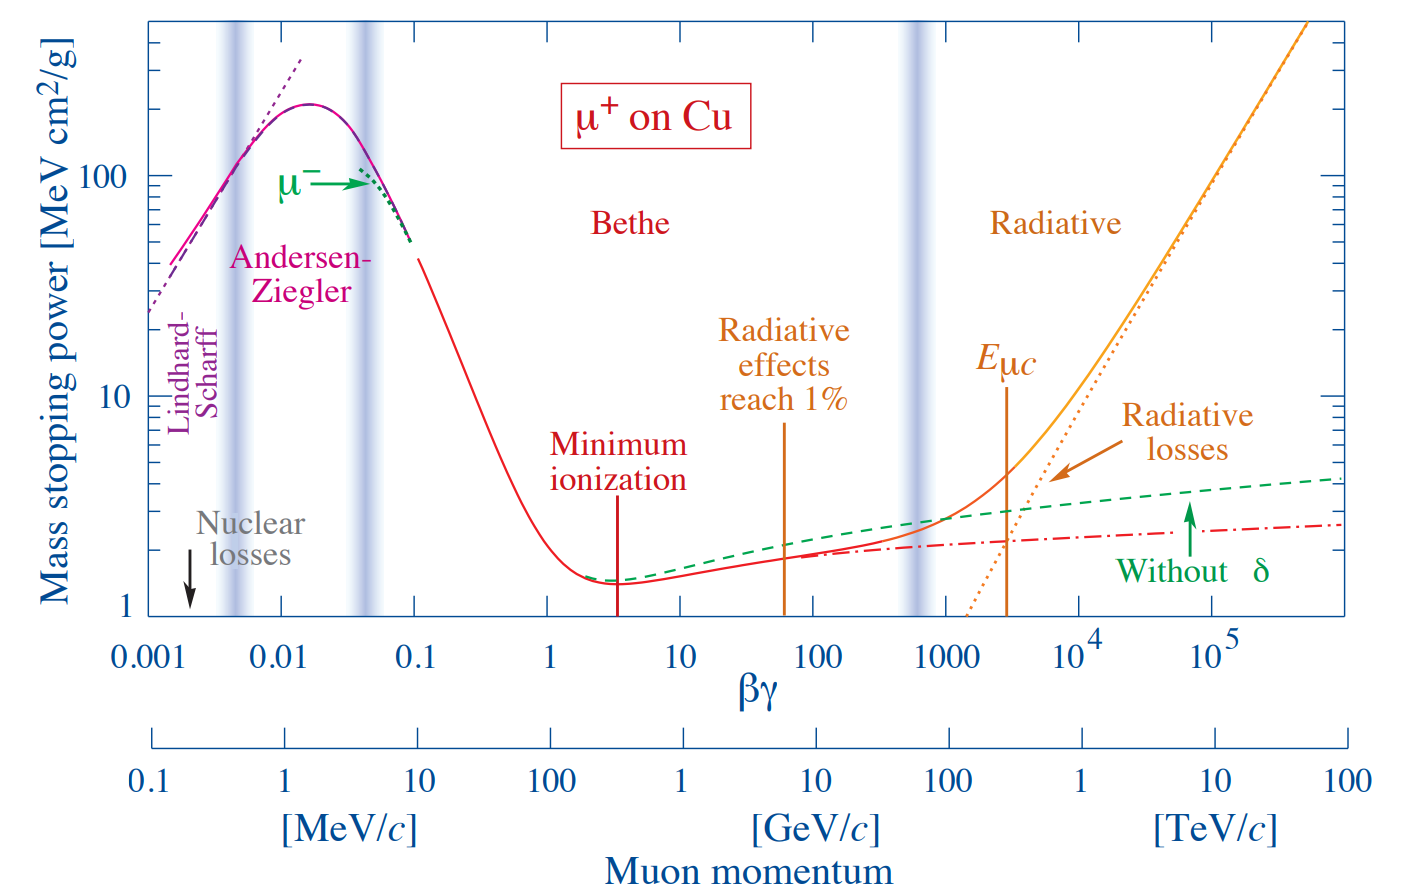 Mass stopping power [MeV cm²/g]
100
10
1
μ⁺ on Cu
μ⁻
Bethe
Radiative
Andersen-
Ziegler
Lindhard-
Scharff
Radiative
effects
reach 1%
Eμc
Radiative
losses
Minimum
ionization
Nuclear
losses
Without δ
0.001 0.01 0.1 1 10 100 1000 10⁴ 10⁵
βγ
0.1 1 10 100 1 10 100 1 10 100
[MeV/c] [GeV/c] [TeV/c]
Muon momentum